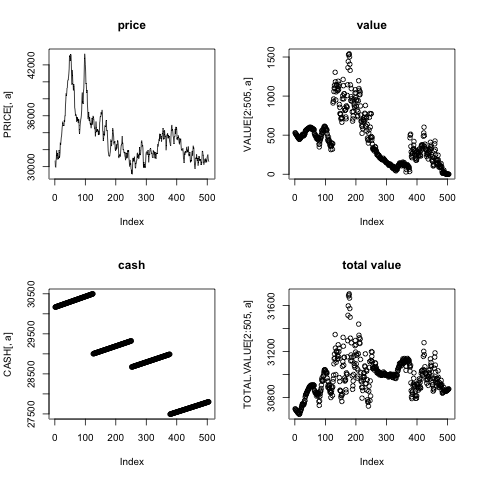 price
PRICE[, a]
30000 36000 42000
0 100 200 300 400 500
Index
value
VALUE[2:505, a]
0 500 1000 1500
0 100 200 300 400 500
Index
cash
CASH[, a]
27500 28500 29500 30500
0 100 200 300 400 500
Index
total value
TOTAL.VALUE[2:505, a]
30800 31200 31600
0 100 200 300 400 500
Index